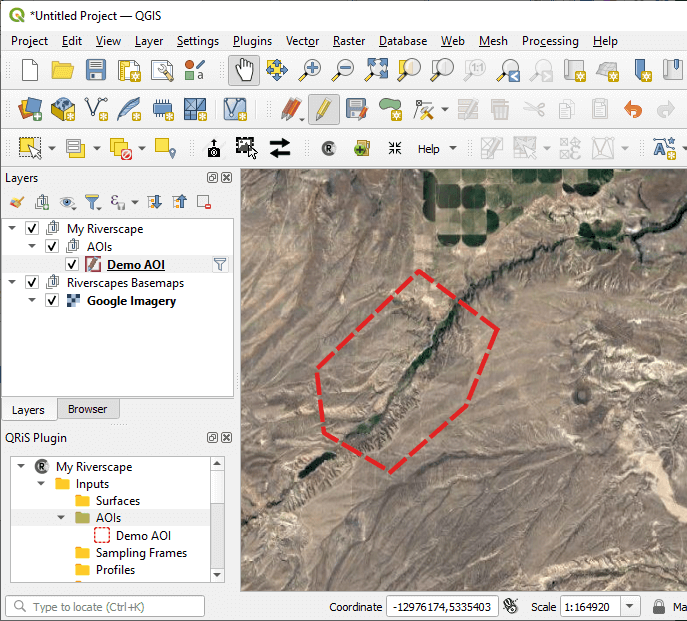 *Untitled Project — QGIS
Project Edit View Layer Settings Plugins Vector Raster Database Web Mesh Processing Help
1:1
a
R Help
A
Layers
ε
My Riverscape
AOIs
Demo AOI
Riverscapes Basemaps
Google Imagery
Layers Browser
QRiS Plugin
R My Riverscape
Inputs
Surfaces
AOIs
Demo AOI
Sampling Frames
Profiles
Type to locate (Ctrl+K)
Coordinate -12976174,5335403 Scale 1:164920 Ma